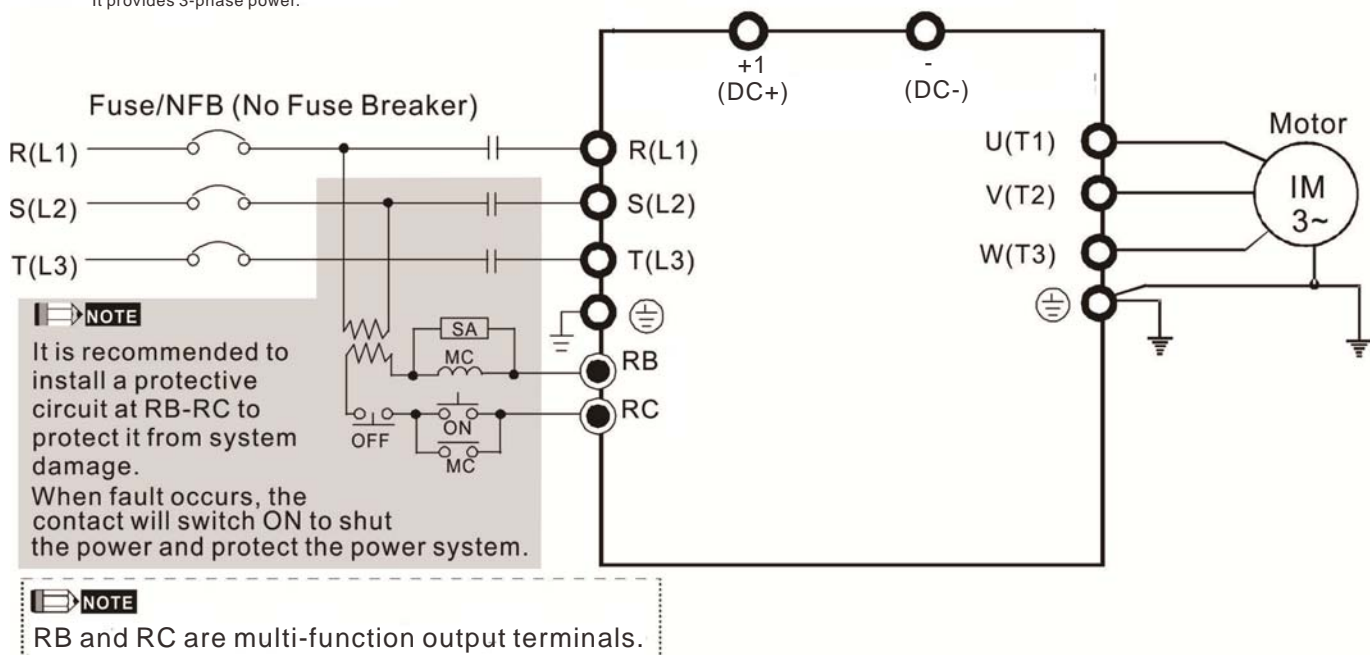 It provides 3-phase power.
+1
(DC+)
-
(DC-)
Fuse/NFB (No Fuse Breaker)
R(L1)
R(L1)
U(T1)
Motor
S(L2)
S(L2)
V(T2)
IM
3~
T(L3)
T(L3)
W(T3)
NOTE
It is recommended to
install a protective
circuit at RB-RC to
protect it from system
damage.
When fault occurs, the
contact will switch ON to shut
the power and protect the power system.
SA
MC
RB
OFF
ON
MC
RC
NOTE
RB and RC are multi-function output terminals.